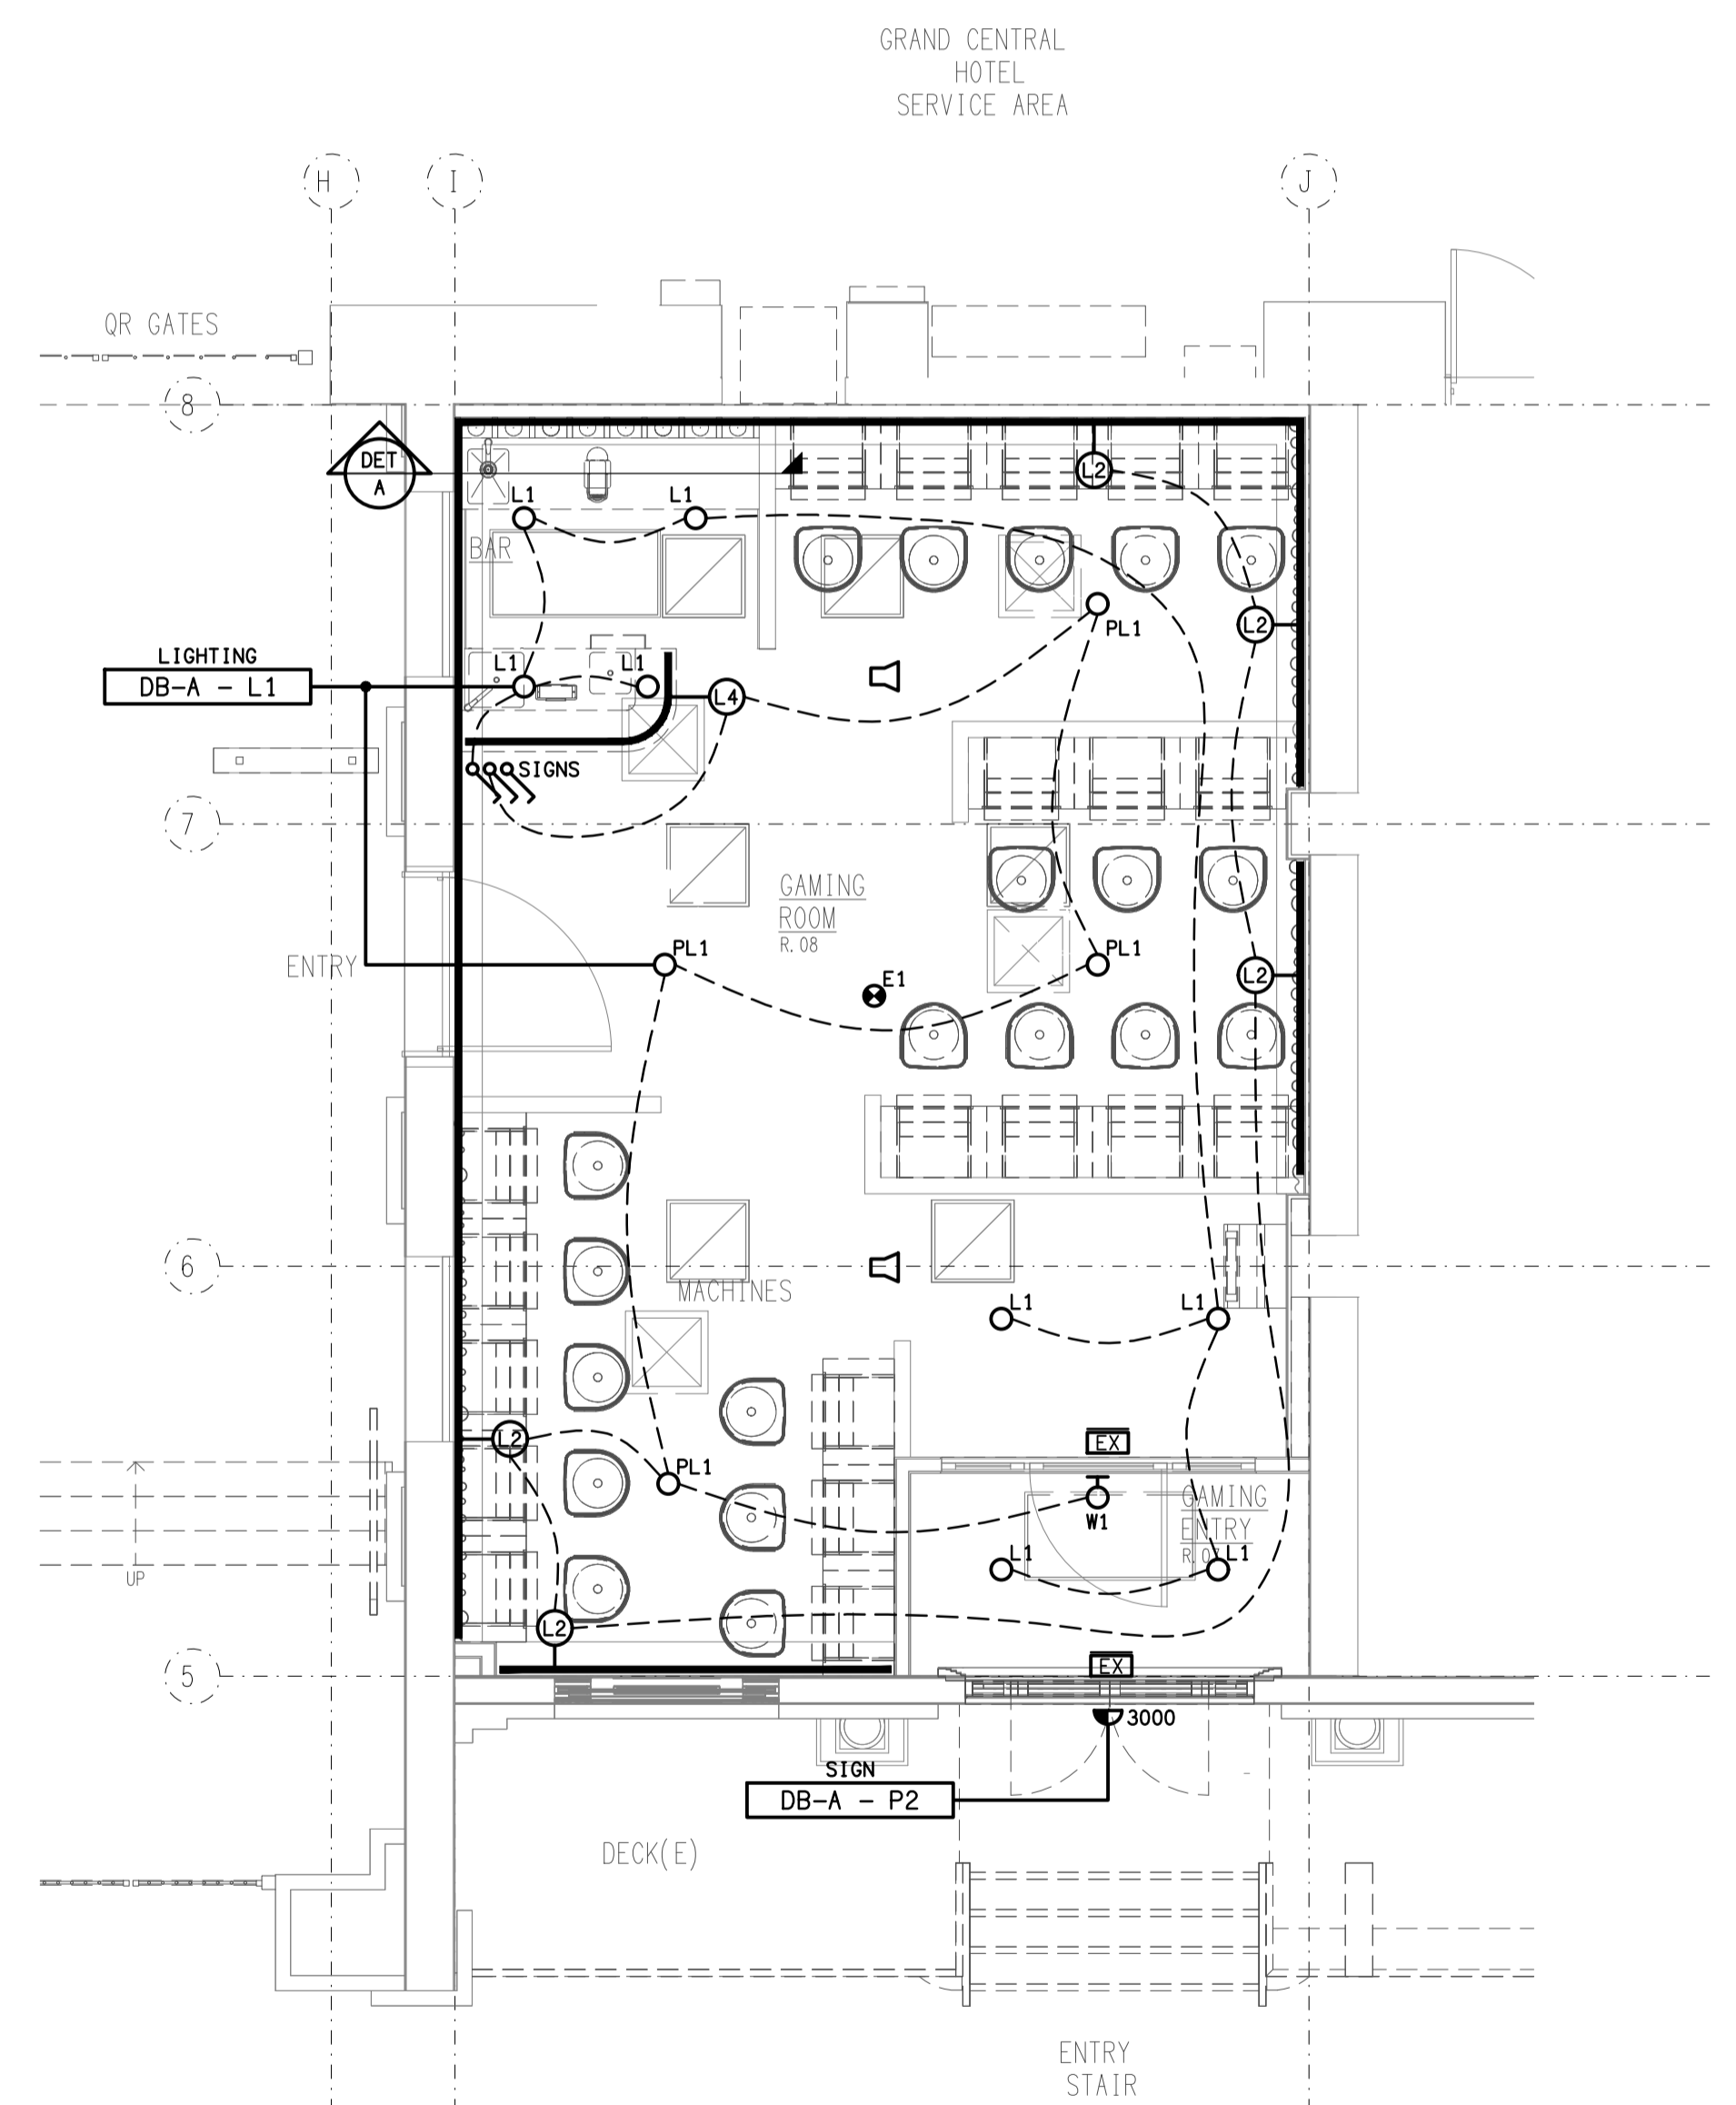 GRAND CENTRAL
HOTEL
SERVICE AREA
H
I
J
QR GATES
8
DET
A
L2
L1
L1
BAR
PL1
L2
LIGHTING
DB-A - L1
L1
L1
L4
SIGNS
7
GAMING
ROOM
R.08
ENTRY
PL1
PL1
L2
E1
6
MACHINES
L1
L1
L2
EX
PL1
GAMING
ENTRY
R.07
W1
L1
L1
UP
L2
5
EX
3000
SIGN
DB-A - P2
DECK(E)
ENTRY
STAIR